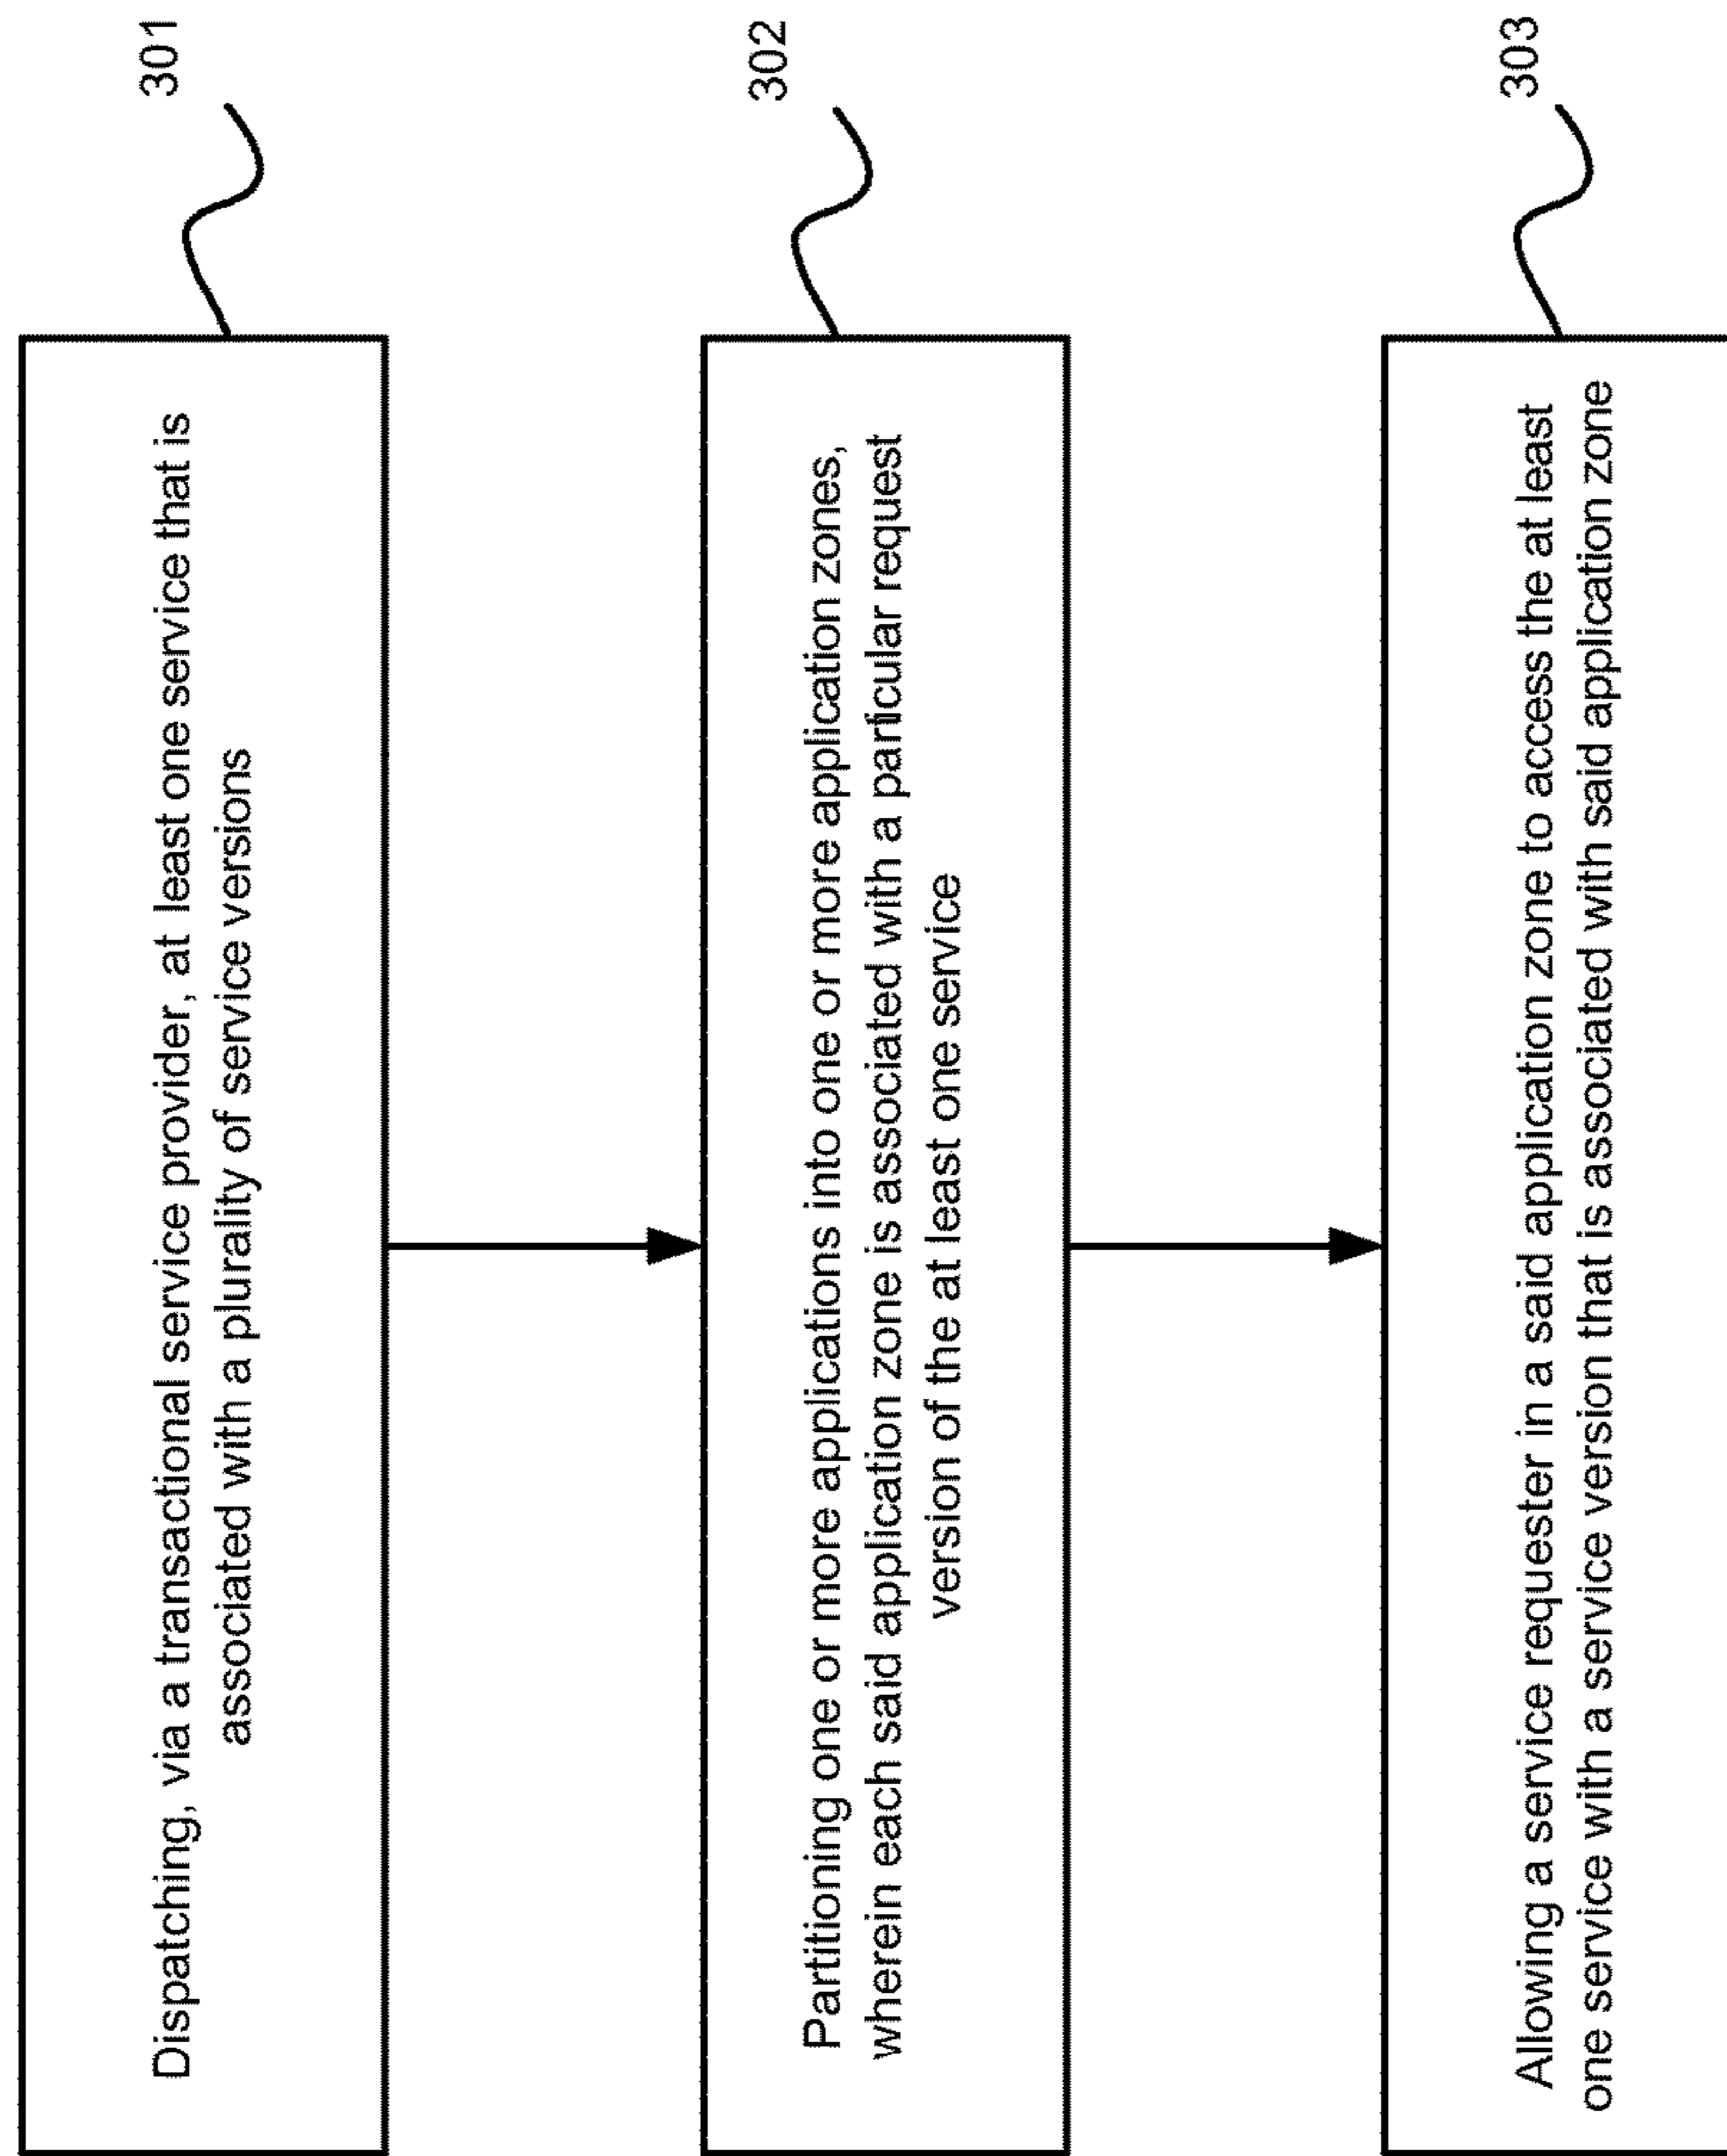 301
Dispatching, via a transactional service provider, at least one service that is
associated with a plurality of service versions
302
Partitioning one or more applications into one or more application zones,
wherein each said application zone is associated with a particular request
version of the at least one service
303
Allowing a service requester in a said application zone to access the at least
one service with a service version that is associated with said application zone